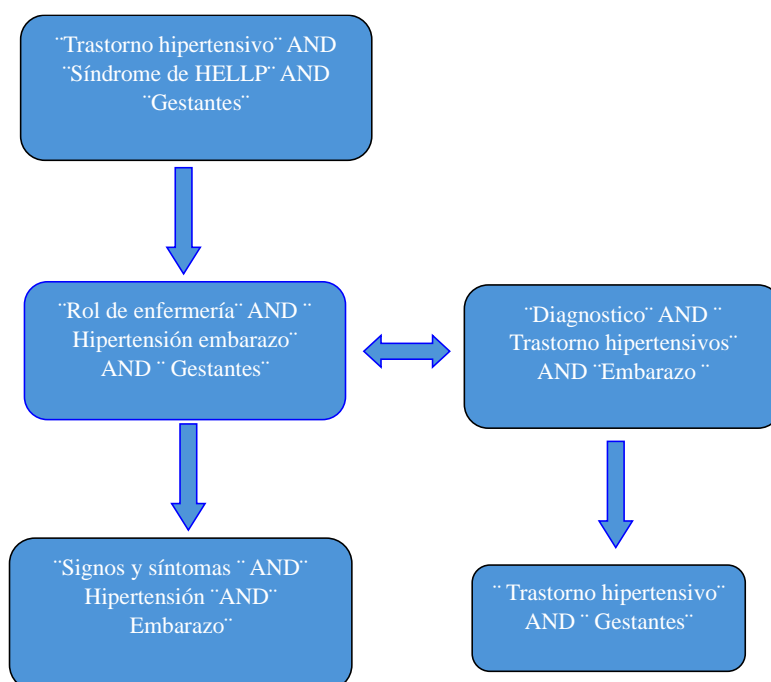 ¨Trastorno hipertensivo¨ AND
¨Síndrome de HELLP¨ AND
¨Gestantes¨
¨Rol de enfermería¨ AND ¨
Hipertensión embarazo¨
AND ¨ Gestantes¨
¨Diagnostico¨ AND ¨
Trastorno hipertensivos¨
AND ¨Embarazo ¨
¨Signos y síntomas ¨ AND¨
Hipertensión ¨AND¨
Embarazo¨
¨ Trastorno hipertensivo¨
AND ¨ Gestantes¨